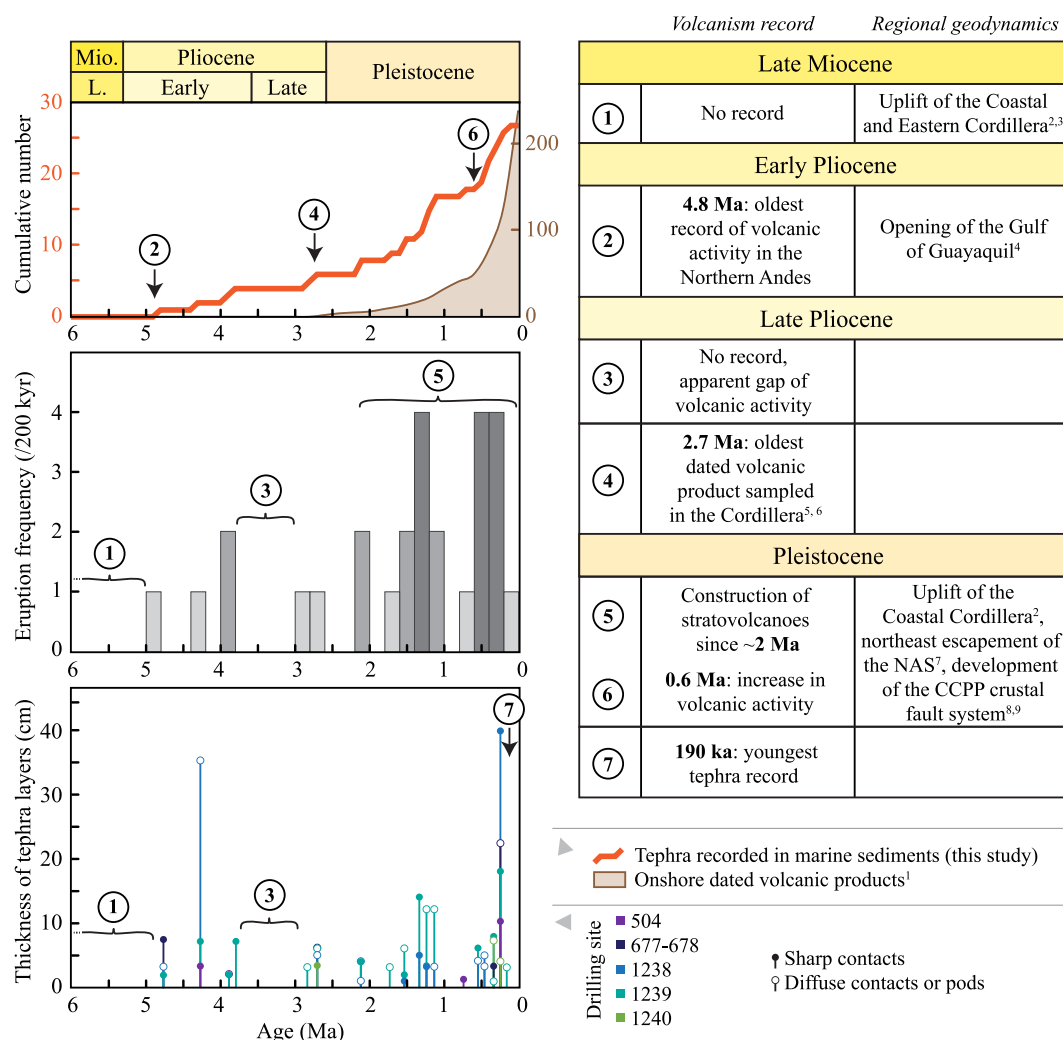 Volcanism record
Regional geodynamics
Mio.
Pliocene
Pleistocene
L.
Early
Late
30
20
10
0
Cumulative number
200
100
0
2
4
6
6
5
4
3
2
1
0
Eruption frequency (/200 kyr)
4
3
2
1
0
1
3
5
6
5
4
3
2
1
0
Thickness of tephra layers (cm)
40
30
20
10
0
1
3
7
6
5
4
3
2
1
0
Age (Ma)
Late Miocene
1
No record
Uplift of the Coastal
and Eastern Cordillera2,3
Early Pliocene
2
4.8 Ma: oldest
record of volcanic
activity in the
Northern Andes
Opening of the Gulf
of Guayaquil4
Late Pliocene
3
No record,
apparent gap of
volcanic activity
4
2.7 Ma: oldest
dated volcanic
product sampled
in the Cordillera5, 6
Pleistocene
5
Construction of
stratovolcanoes
since ~2 Ma
6
0.6 Ma: increase in
volcanic activity
Uplift of the
Coastal Cordillera2,
northeast escapement of
the NAS7, development
of the CCPP crustal
fault system8,9
7
190 ka: youngest
tephra record
Tephra recorded in marine sediments (this study)
Onshore dated volcanic products1
Drilling site
504
677-678
1238
1239
1240
Sharp contacts
Diffuse contacts or pods